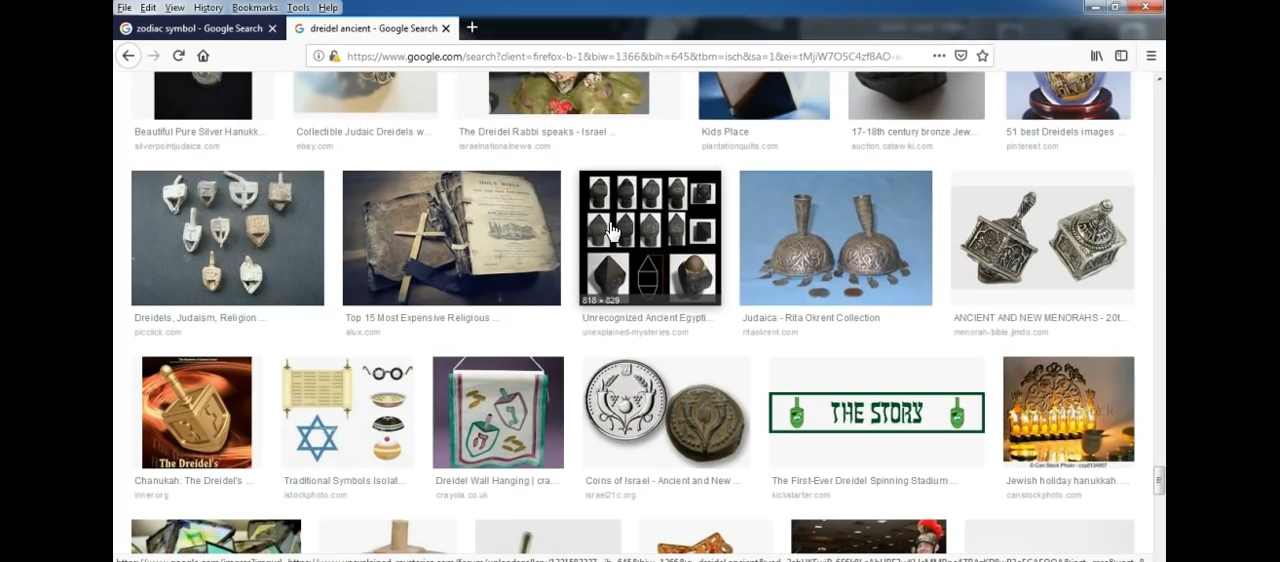 File Edit View History Bookmarks Tools Help
zodiac symbol - Google Search
dreidel ancient - Google Search
https://www.google.com/search?client=firefox-b-1&biw=1366&bih=645&tbm=isch&sa=1&ei=tMjiW7O5C4zf8AO-w
Beautiful Pure Silver Hanukk...
silverpointjudaica.com
Collectible Judaic Dreidels w...
ebay.com
The Dreidel Rabbi speaks - Israel ...
israelnationalnews.com
Kids Place
plantationquilts.com
17-18th century bronze Jew...
auction.catawiki.com
51 best Dreidels images ...
pinterest.com
HOLY BIBLE
818 × 829
Dreidels, Judaism, Religion ...
picclick.com
Top 15 Most Expensive Religious ...
alux.com
Unrecognized Ancient Egypti...
unexplained-mysteries.com
Judaica - Rita Okrent Collection
ritaokrent.com
ANCIENT AND NEW MENORAHS - 20t...
menorah-bible.jimdo.com
The Dreidel's
THE STORY
© Can Stock Photo
Chanukah: The Dreidel's ...
inner.org
Traditional Symbols Isolat...
istockphoto.com
Dreidel Wall Hanging | cra...
crayola.co.uk
Coins of Israel - Ancient and New ...
israel21c.org
The First-Ever Dreidel Spinning Stadium ...
kickstarter.com
Jewish holiday hanukkah. ...
canstockphoto.com